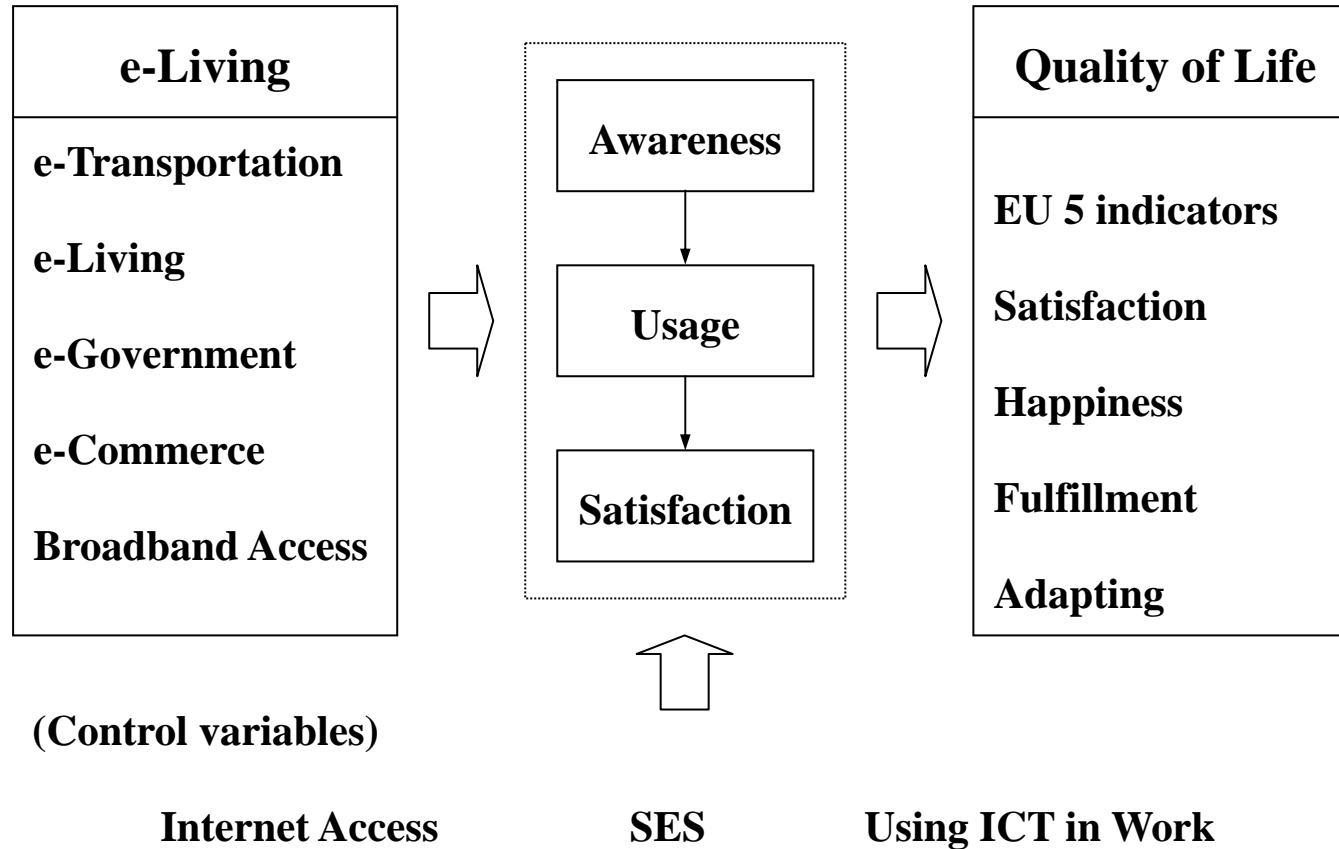 e-Living
e-Transportation
e-Living
e-Government
e-Commerce
Broadband Access
Awareness
Usage
Satisfaction
Quality of Life
EU 5 indicators
Satisfaction
Happiness
Fulfillment
Adapting
(Control variables)
Internet Access SES Using ICT in Work